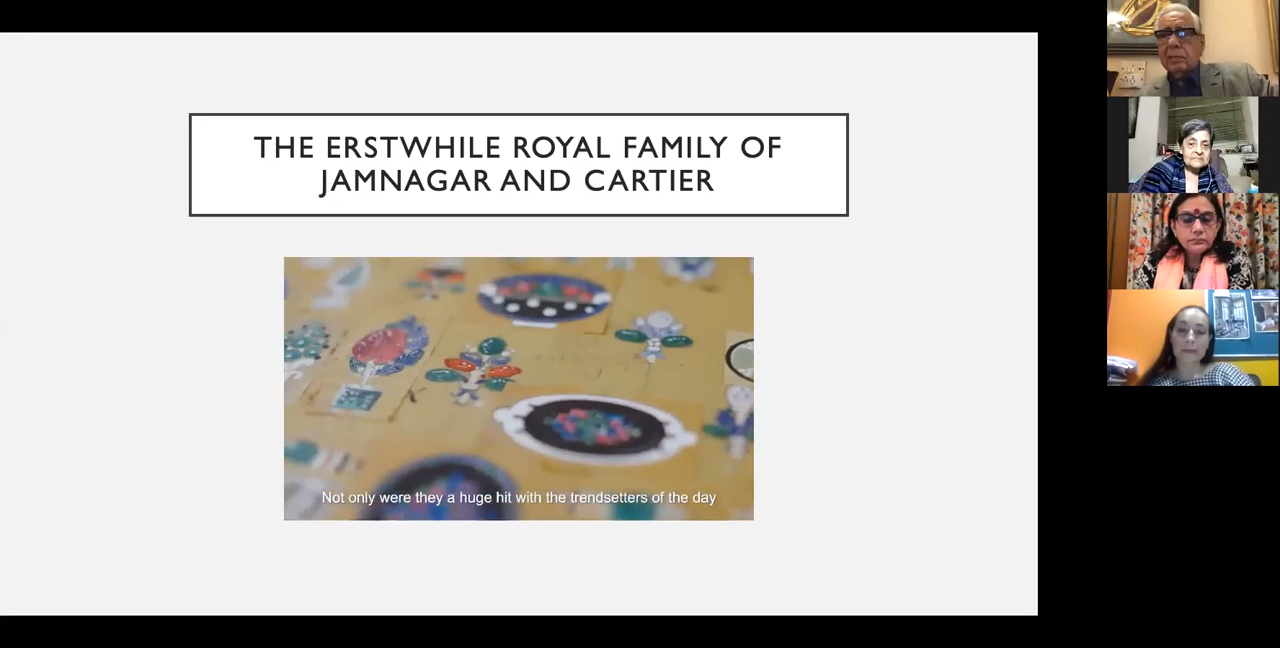 THE ERSTWHILE ROYAL FAMILY OF
JAMNAGAR AND CARTIER
Not only were they a huge hit with the trendsetters of the day